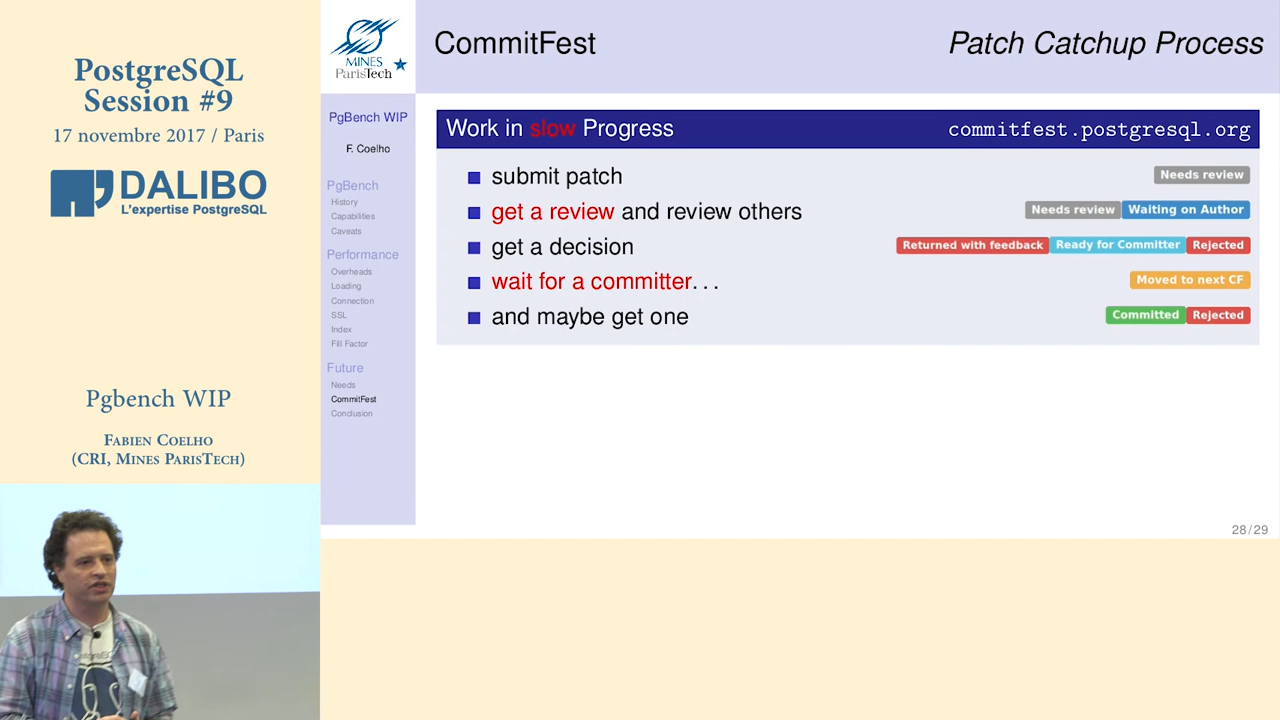 PostgreSQL
Session #9
17 novembre 2017 / Paris
DALIBO
L'expertise PostgreSQL
Pgbench WIP
FABIEN COELHO
(CRI, MINES PARISTECH)
MINES
ParisTech
PgBench WIP
F. Coelho
PgBench
History
Capabilities
Caveats
Performance
Overheads
Loading
Connection
SSL
Index
Fill Factor
Future
Needs
CommitFest
Conclusion
CommitFest Patch Catchup Process
Work in slow Progress commitfest.postgresql.org
submit patch Needs review
get a review and review others Needs review Waiting on Author
get a decision Returned with feedback Ready for Committer Rejected
wait for a committer... Moved to next CF
and maybe get one Committed Rejected
28/29